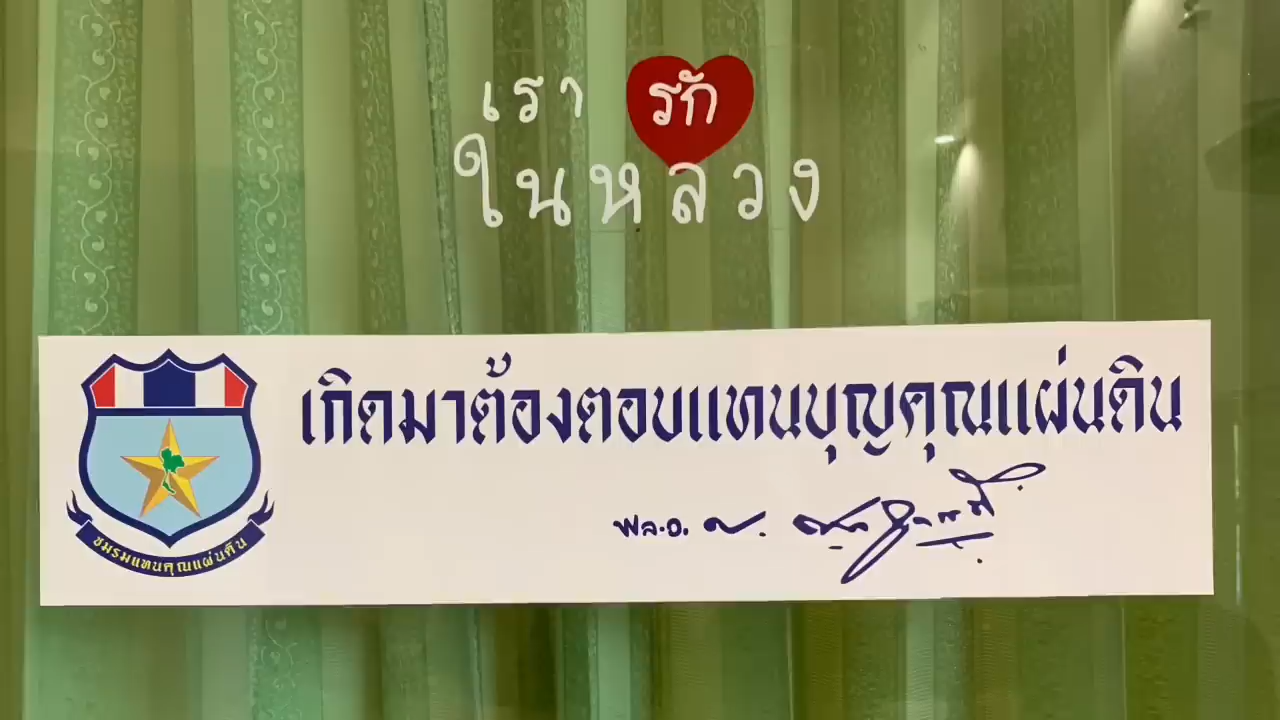 เรา รัก
ในหลวง
เกิดมาต้องตอบแทนบุญคุณแผ่นดิน
พล.อ. ป.
ชมรมแทนคุณแผ่นดิน